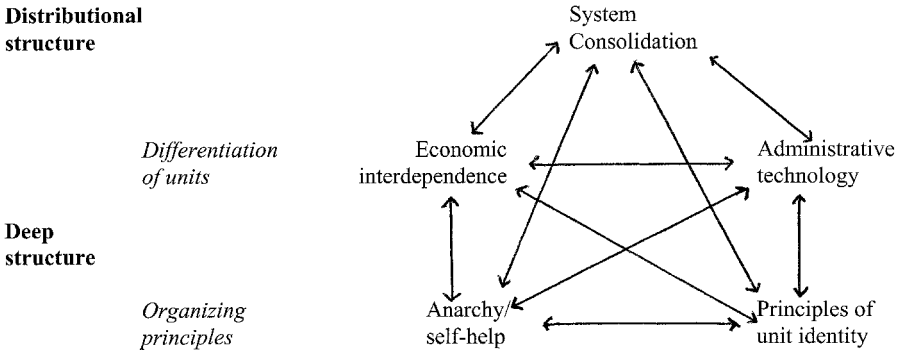 Distributional
structure
System
Consolidation
Differentiation
of units
Economic
interdependence
Administrative
technology
Deep
structure
Organizing
principles
Anarchy/
self-help
Principles of
unit identity